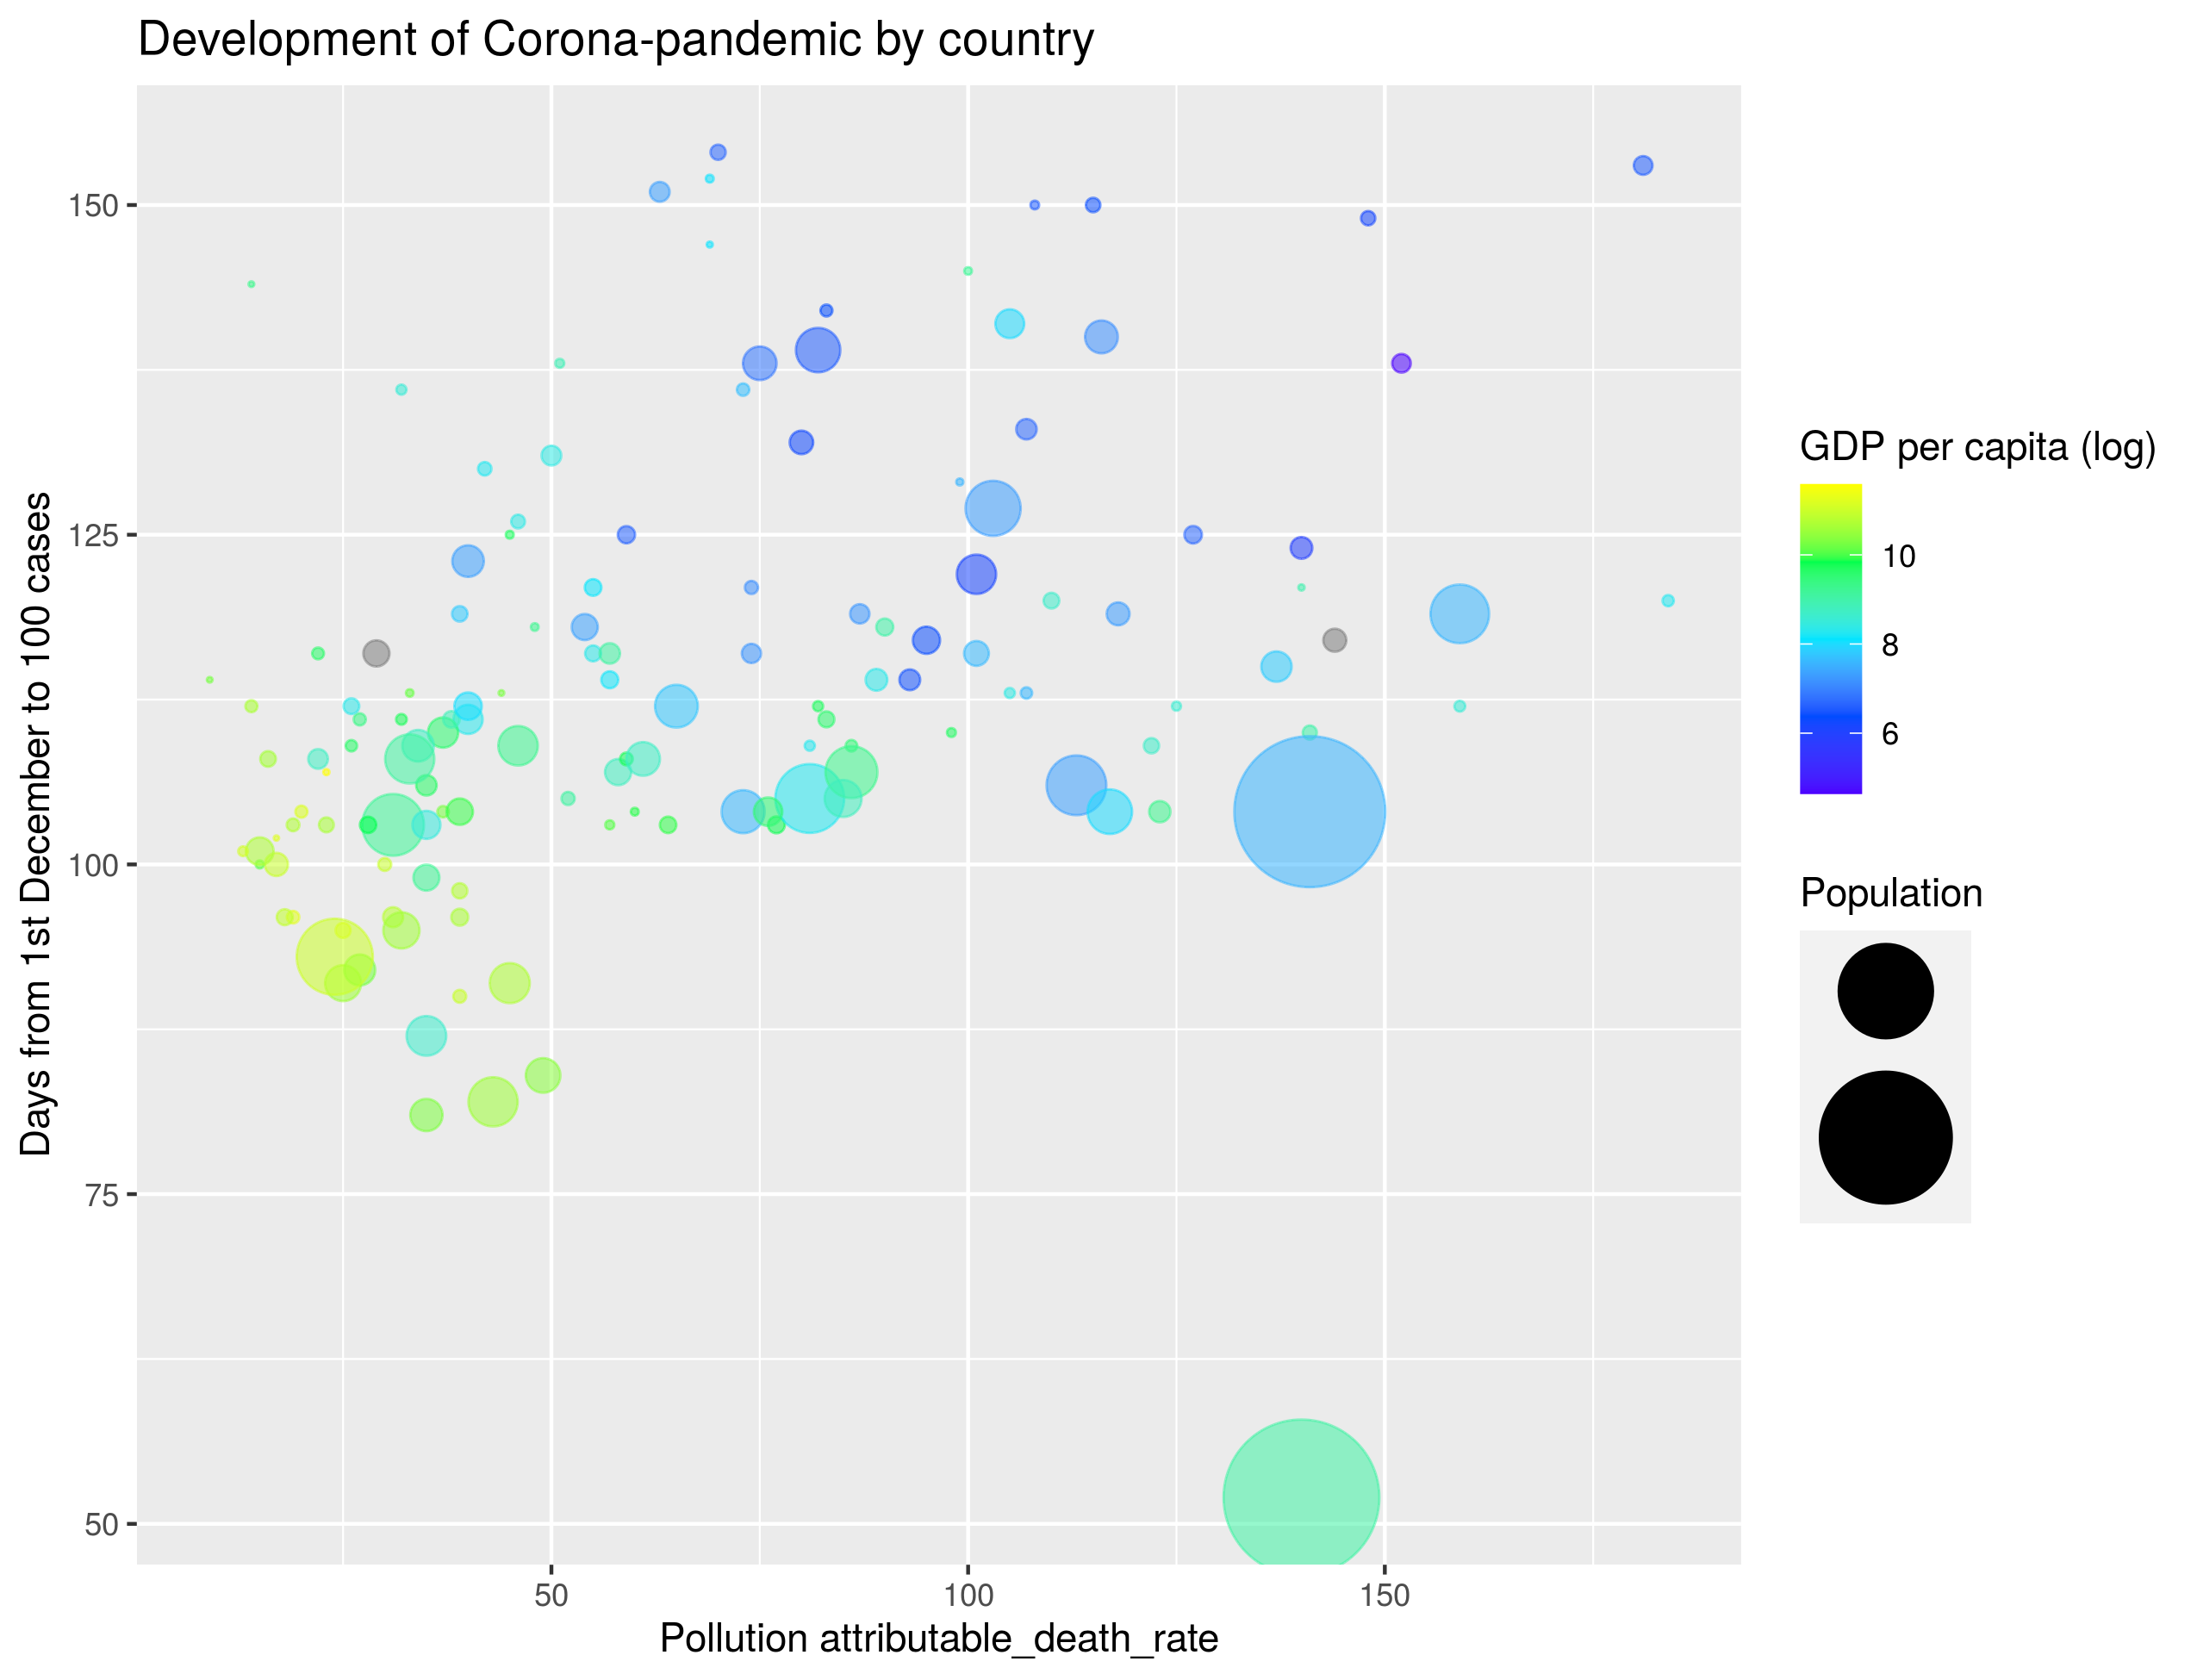 Development of Corona-pandemic by country
Days from 1st December to 100 cases
150
125
100
75
50
50
100
150
Pollution attributable_death_rate
GDP per capita (log)
10
8
6
Population